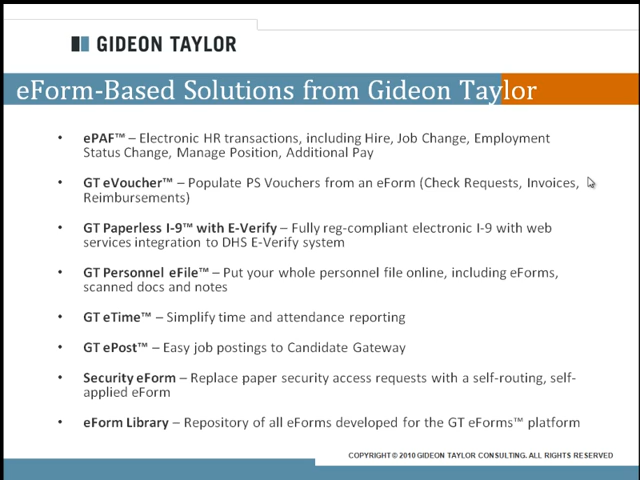 GIDEON TAYLOR
eForm-Based Solutions from Gideon Taylor
• ePAF™ – Electronic HR transactions, including Hire, Job Change, Employment
Status Change, Manage Position, Additional Pay
• GT eVoucher™ – Populate PS Vouchers from an eForm (Check Requests, Invoices,
Reimbursements)
• GT Paperless I-9™ with E-Verify – Fully reg-compliant electronic I-9 with web
services integration to DHS E-Verify system
• GT Personnel eFile™ – Put your whole personnel file online, including eForms,
scanned docs and notes
• GT eTime™ – Simplify time and attendance reporting
• GT ePost™ – Easy job postings to Candidate Gateway
• Security eForm – Replace paper security access requests with a self-routing, self-
applied eForm
• eForm Library – Repository of all eForms developed for the GT eForms™ platform
COPYRIGHT © 2010 GIDEON TAYLOR CONSULTING. ALL RIGHTS RESERVED